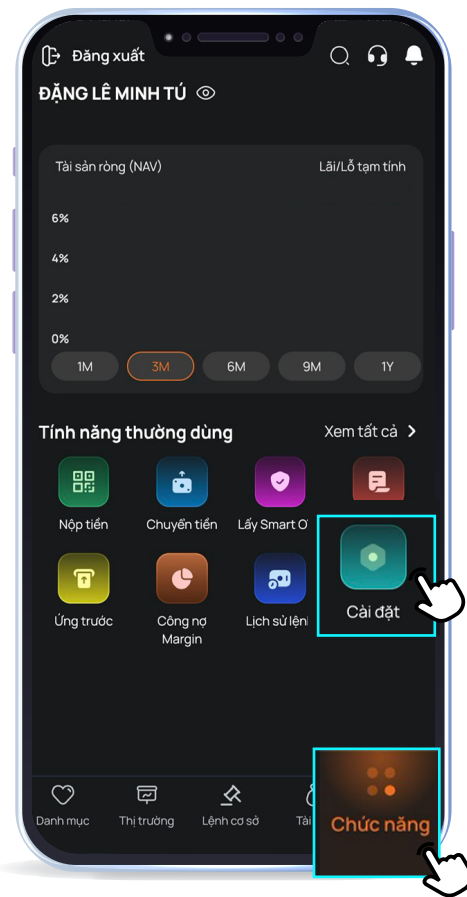 Đăng xuất
ĐẶNG LÊ MINH TÚ
Tài sản ròng (NAV) Lãi/Lỗ tạm tính
6%
4%
2%
0%
1M 3M 6M 9M 1Y
Tính năng thường dùng Xem tất cả
Nộp tiền Chuyển tiền Lấy Smart O
Ứng trước Công nợ Margin Lịch sử lện Cài đặt
Danh mục Thị trường Lệnh cơ sở Tài Chức năng